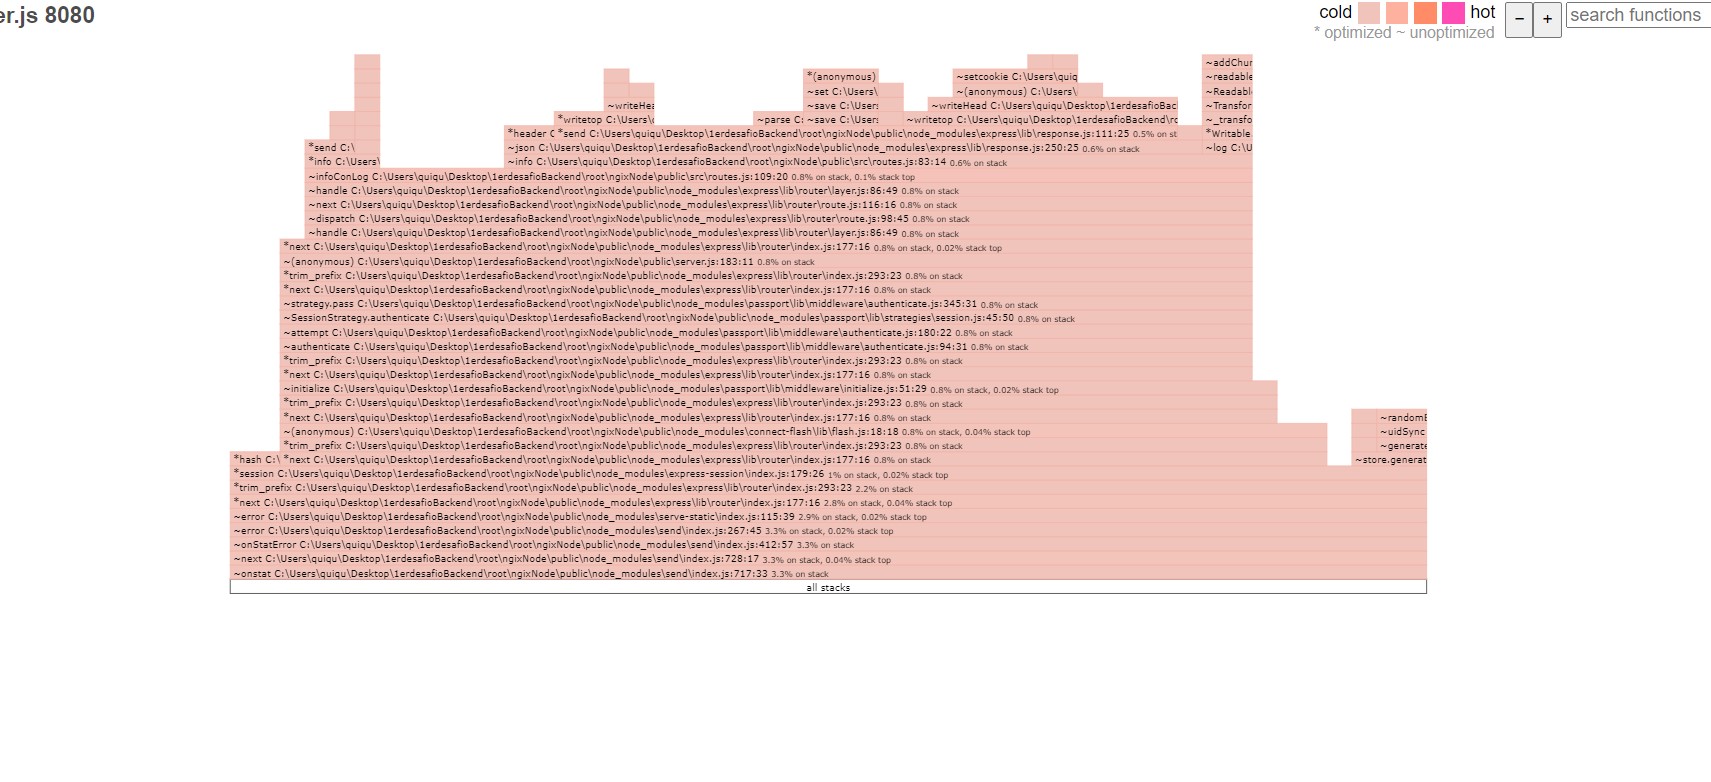 er.js 8080
cold hot
* optimized ~ unoptimized
− +
search functions
~addChur
*(anonymous) ~setcookie C:\Users\quiq ~readable
~set C:\Users\ ~(anonymous) C:\Users\ ~Readabl
~writeHea ~save C:\User: ~writeHead C:\Users\quiqu\Desktop\1erdesafioBac ~Transfor
*writetop C:\Users\ ~parse C: ~save C:\User: ~writetop C:\Users\quiqu\Desktop\1erdesafioBackend\rc ~_transfo
*header C *send C:\Users\quiqu\Desktop\1erdesafioBackend\root\ngixNode\public\node_modules\express\lib\response.js:111:25 0.5% on st *Writable
*send C:\ ~json C:\Users\quiqu\Desktop\1erdesafioBackend\root\ngixNode\public\node_modules\express\lib\response.js:250:25 0.6% on stack ~log C:\U
*info C:\Users\ ~info C:\Users\quiqu\Desktop\1erdesafioBackend\root\ngixNode\public\src\routes.js:83:14 0.6% on stack
~infoConLog C:\Users\quiqu\Desktop\1erdesafioBackend\root\ngixNode\public\src\routes.js:109:20 0.8% on stack, 0.1% stack top
~handle C:\Users\quiqu\Desktop\1erdesafioBackend\root\ngixNode\public\node_modules\express\lib\router\layer.js:86:49 0.8% on stack
~next C:\Users\quiqu\Desktop\1erdesafioBackend\root\ngixNode\public\node_modules\express\lib\router\route.js:116:16 0.8% on stack
~dispatch C:\Users\quiqu\Desktop\1erdesafioBackend\root\ngixNode\public\node_modules\express\lib\router\route.js:98:45 0.8% on stack
~handle C:\Users\quiqu\Desktop\1erdesafioBackend\root\ngixNode\public\node_modules\express\lib\router\layer.js:86:49 0.8% on stack
*next C:\Users\quiqu\Desktop\1erdesafioBackend\root\ngixNode\public\node_modules\express\lib\router\index.js:177:16 0.8% on stack, 0.02% stack top
~(anonymous) C:\Users\quiqu\Desktop\1erdesafioBackend\root\ngixNode\public\server.js:183:11 0.8% on stack
*trim_prefix C:\Users\quiqu\Desktop\1erdesafioBackend\root\ngixNode\public\node_modules\express\lib\router\index.js:293:23 0.8% on stack
*next C:\Users\quiqu\Desktop\1erdesafioBackend\root\ngixNode\public\node_modules\express\lib\router\index.js:177:16 0.8% on stack
~strategy.pass C:\Users\quiqu\Desktop\1erdesafioBackend\root\ngixNode\public\node_modules\passport\lib\middleware\authenticate.js:345:31 0.8% on stack
~SessionStrategy.authenticate C:\Users\quiqu\Desktop\1erdesafioBackend\root\ngixNode\public\node_modules\passport\lib\strategies\session.js:45:50 0.8% on stack
~attempt C:\Users\quiqu\Desktop\1erdesafioBackend\root\ngixNode\public\node_modules\passport\lib\middleware\authenticate.js:180:22 0.8% on stack
~authenticate C:\Users\quiqu\Desktop\1erdesafioBackend\root\ngixNode\public\node_modules\passport\lib\middleware\authenticate.js:94:31 0.8% on stack
*trim_prefix C:\Users\quiqu\Desktop\1erdesafioBackend\root\ngixNode\public\node_modules\express\lib\router\index.js:293:23 0.8% on stack
*next C:\Users\quiqu\Desktop\1erdesafioBackend\root\ngixNode\public\node_modules\express\lib\router\index.js:177:16 0.8% on stack
~initialize C:\Users\quiqu\Desktop\1erdesafioBackend\root\ngixNode\public\node_modules\passport\lib\middleware\initialize.js:51:29 0.8% on stack, 0.02% stack top
*trim_prefix C:\Users\quiqu\Desktop\1erdesafioBackend\root\ngixNode\public\node_modules\express\lib\router\index.js:293:23 0.8% on stack
*next C:\Users\quiqu\Desktop\1erdesafioBackend\root\ngixNode\public\node_modules\express\lib\router\index.js:177:16 0.8% on stack ~randomE
~(anonymous) C:\Users\quiqu\Desktop\1erdesafioBackend\root\ngixNode\public\node_modules\connect-flash\lib\flash.js:18:18 0.8% on stack, 0.04% stack top ~uidSync
*trim_prefix C:\Users\quiqu\Desktop\1erdesafioBackend\root\ngixNode\public\node_modules\express\lib\router\index.js:293:23 0.8% on stack ~generate
*hash C:\ *next C:\Users\quiqu\Desktop\1erdesafioBackend\root\ngixNode\public\node_modules\express\lib\router\index.js:177:16 0.8% on stack ~store.generat
*session C:\Users\quiqu\Desktop\1erdesafioBackend\root\ngixNode\public\node_modules\express-session\index.js:179:26 1% on stack, 0.02% stack top
*trim_prefix C:\Users\quiqu\Desktop\1erdesafioBackend\root\ngixNode\public\node_modules\express\lib\router\index.js:293:23 2.2% on stack
*next C:\Users\quiqu\Desktop\1erdesafioBackend\root\ngixNode\public\node_modules\express\lib\router\index.js:177:16 2.8% on stack, 0.04% stack top
~error C:\Users\quiqu\Desktop\1erdesafioBackend\root\ngixNode\public\node_modules\serve-static\index.js:115:39 2.9% on stack, 0.02% stack top
~error C:\Users\quiqu\Desktop\1erdesafioBackend\root\ngixNode\public\node_modules\send\index.js:267:45 3.3% on stack, 0.02% stack top
~onStatError C:\Users\quiqu\Desktop\1erdesafioBackend\root\ngixNode\public\node_modules\send\index.js:412:57 3.3% on stack
~next C:\Users\quiqu\Desktop\1erdesafioBackend\root\ngixNode\public\node_modules\send\index.js:728:17 3.3% on stack, 0.04% stack top
~onstat C:\Users\quiqu\Desktop\1erdesafioBackend\root\ngixNode\public\node_modules\send\index.js:717:33 3.3% on stack
all stacks